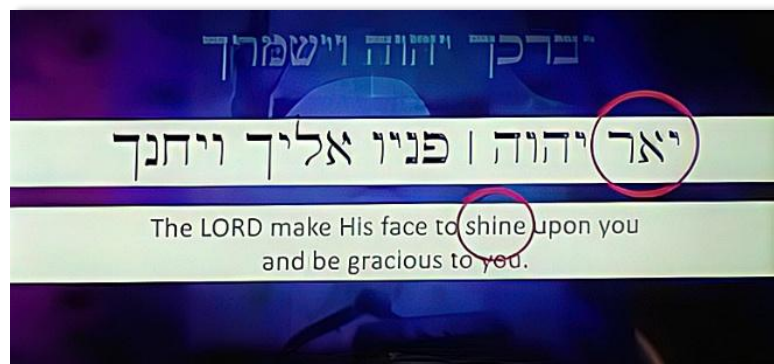 יברכך יהוה וישמרך
יאר יהוה | פניו אליך ויחנך
The LORD make His face to shine upon you
and be gracious to you.